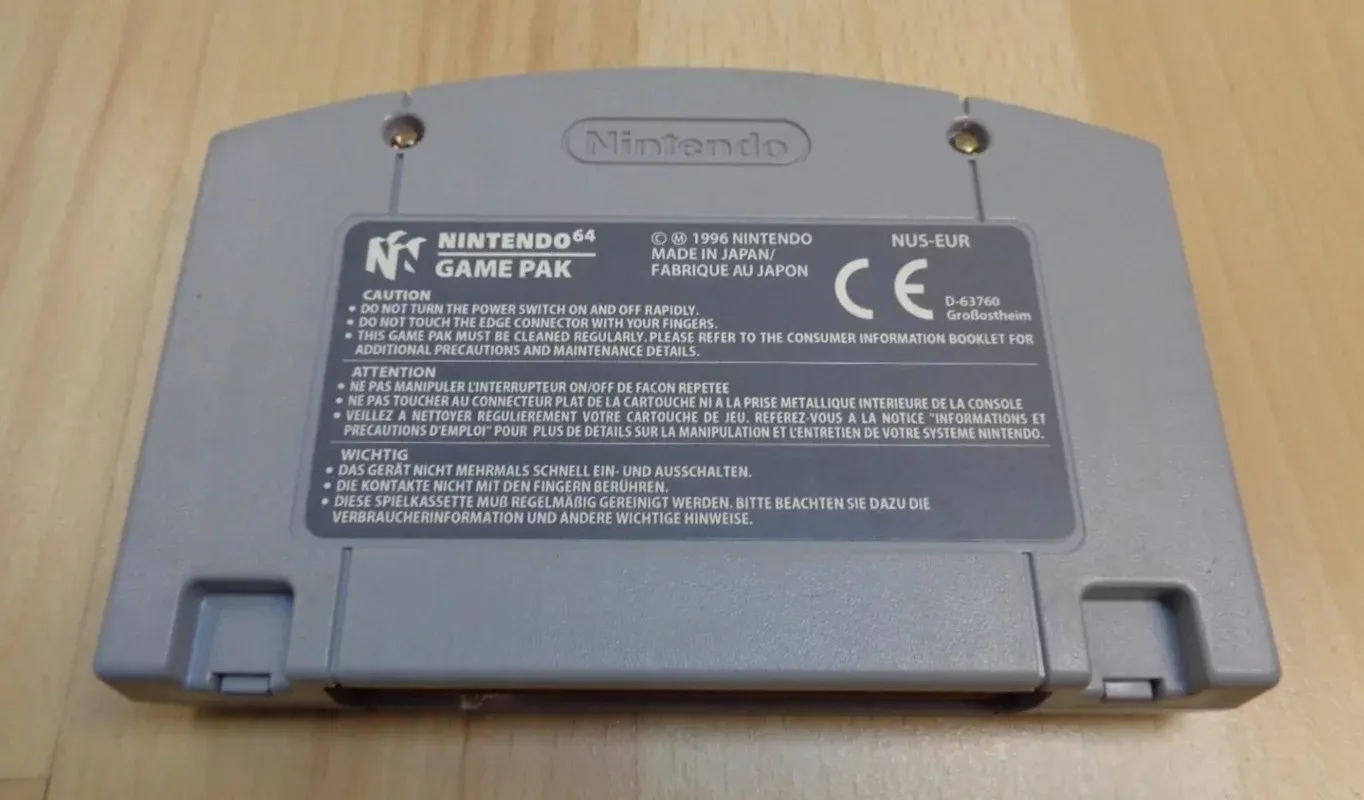 Nintendo
NINTENDO64
GAME PAK
© Ⓜ 1996 NINTENDO
MADE IN JAPAN/
FABRIQUE AU JAPON
NUS-EUR
CE
D-63760
Großostheim
CAUTION
• DO NOT TURN THE POWER SWITCH ON AND OFF RAPIDLY.
• DO NOT TOUCH THE EDGE CONNECTOR WITH YOUR FINGERS.
• THIS GAME PAK MUST BE CLEANED REGULARLY. PLEASE REFER TO THE CONSUMER INFORMATION BOOKLET FOR
ADDITIONAL PRECAUTIONS AND MAINTENANCE DETAILS.
ATTENTION
• NE PAS MANIPULER L'INTERRUPTEUR ON/OFF DE FACON REPETEE
• NE PAS TOUCHER AU CONNECTEUR PLAT DE LA CARTOUCHE NI A LA PRISE METALLIQUE INTERIEURE DE LA CONSOLE
• VEILLEZ A NETTOYER REGULIEREMENT VOTRE CARTOUCHE DE JEU. REFEREZ-VOUS A LA NOTICE "INFORMATIONS ET
PRECAUTIONS D'EMPLOI" POUR PLUS DE DETAILS SUR LA MANIPULATION ET L'ENTRETIEN DE VOTRE SYSTEME NINTENDO.
WICHTIG
• DAS GERÄT NICHT MEHRMALS SCHNELL EIN- UND AUSSCHALTEN.
• DIE KONTAKTE NICHT MIT DEN FINGERN BERÜHREN.
• DIESE SPIELKASSETTE MUß REGELMÄßIG GEREINIGT WERDEN. BITTE BEACHTEN SIE DAZU DIE
VERBRAUCHERINFORMATION UND ANDERE WICHTIGE HINWEISE.